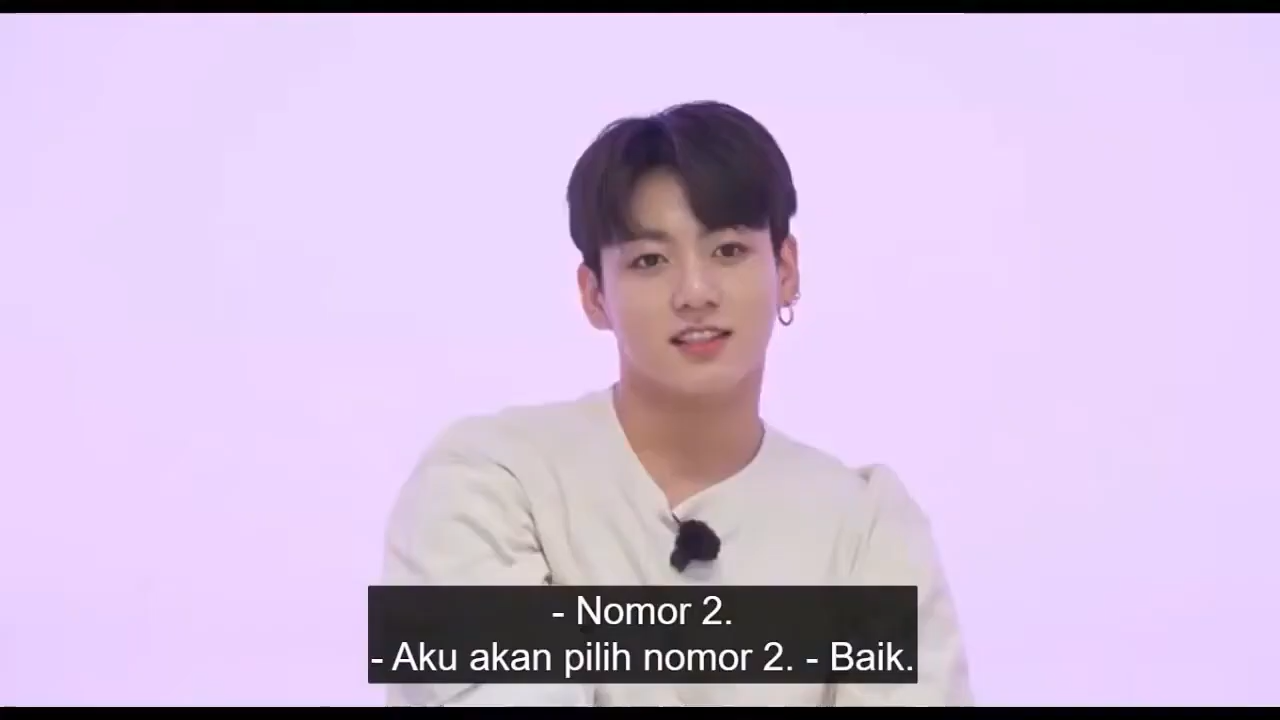 - Nomor 2.
- Aku akan pilih nomor 2. - Baik.